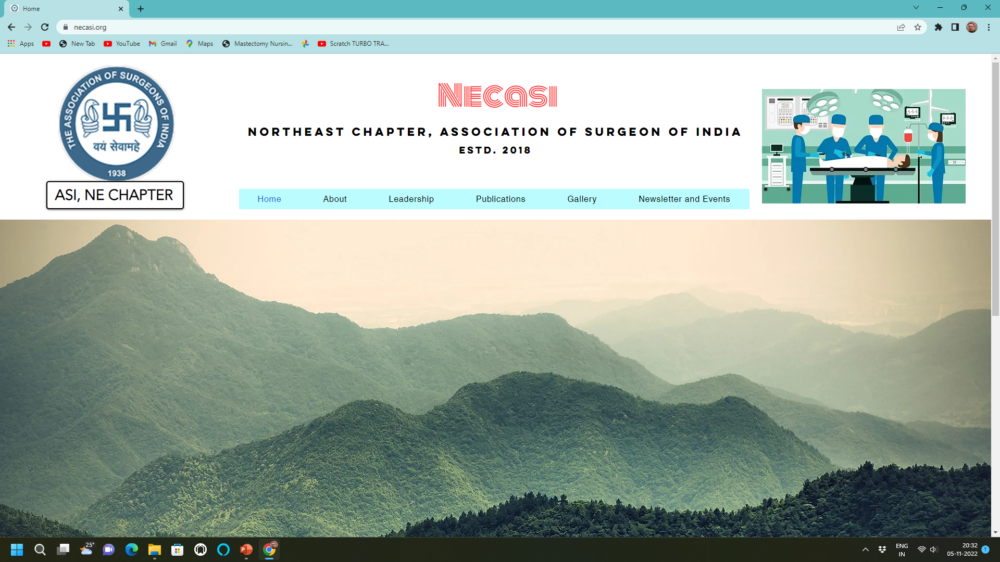 Home
necasi.org
Apps
New Tab
YouTube
Gmail
Maps
Mastectomy Nursin...
Scratch TURBO TRA...
THE ASSOCIATION OF SURGEONS OF INDIA
वयं सेवामहे
1938
ASI, NE CHAPTER
Necasi
NORTHEAST CHAPTER, ASSOCIATION OF SURGEON OF INDIA
ESTD. 2018
Home
About
Leadership
Publications
Gallery
Newsletter and Events
25°
P
ENG
IN
20:32
05-11-2022
1